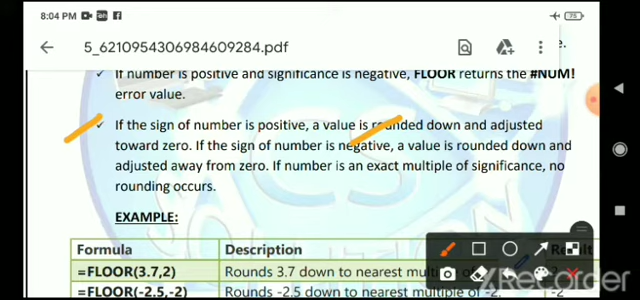 8:04 PM
75
5_6210954306984609284.pdf
e.
If number is positive and significance is negative, FLOOR returns the #NUM!
error value.
If the sign of number is positive, a value is rounded down and adjusted
toward zero. If the sign of number is negative, a value is rounded down and
adjusted away from zero. If number is an exact multiple of significance, no
rounding occurs.
EXAMPLE:
Formula Description
=FLOOR(3.7,2) Rounds 3.7 down to nearest
=FLOOR(-2.5,-2) Rounds -2.5 down to nearest multiple of -2. -2